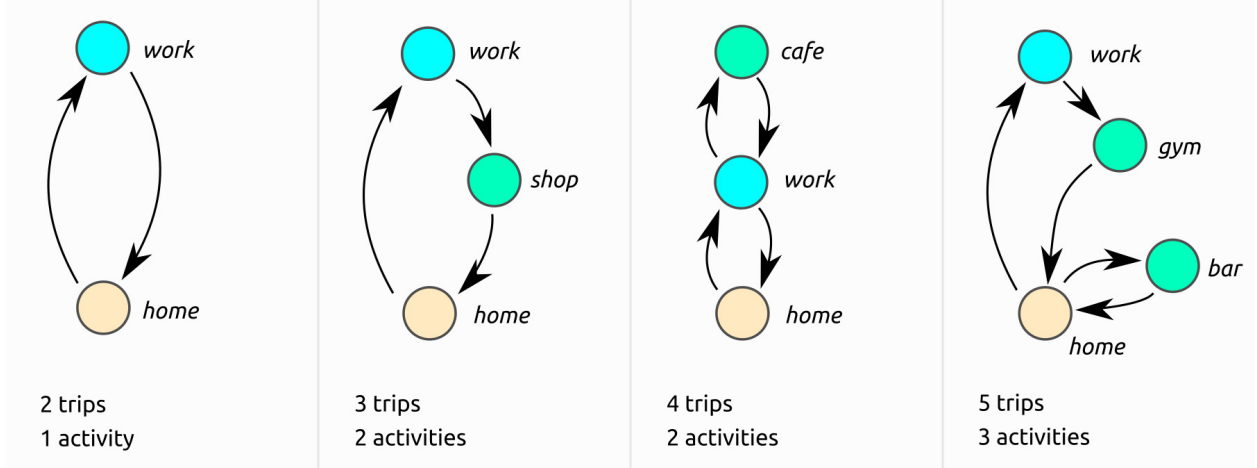 work
home
2 trips
1 activity
work
shop
home
3 trips
2 activities
cafe
work
home
4 trips
2 activities
work
gym
bar
home
5 trips
3 activities